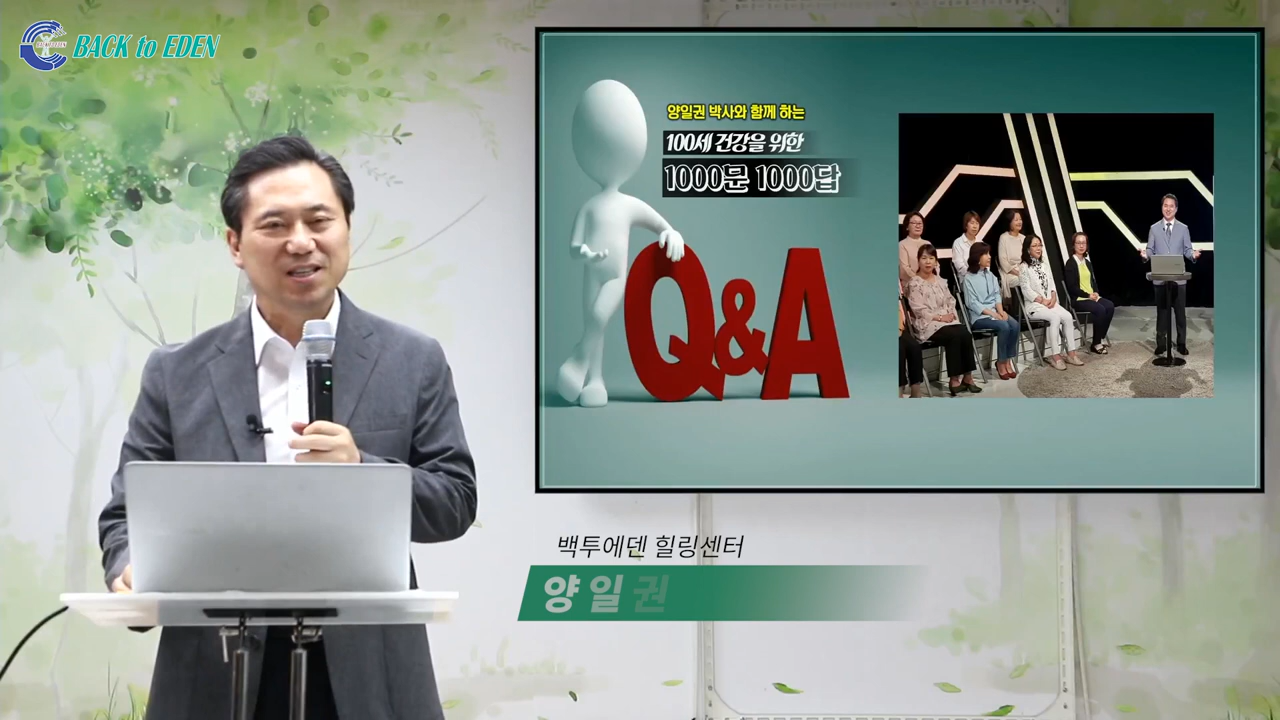 BACK to EDEN
양일권 박사와 함께 하는
100세 건강을 위한
1000문 1000답
Q&A
백투에덴 힐링센터
양일권